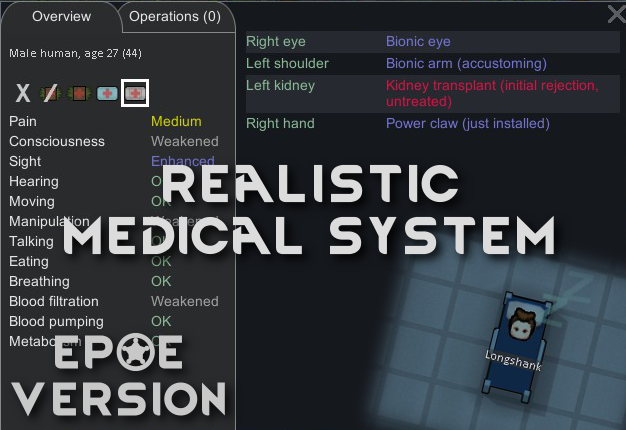 Overview
Operations (0)
Male human, age 27 (44)
Pain Medium
Consciousness Weakened
Sight Enhanced
Hearing OK
Moving OK
Manipulation Weakened
Talking OK
Eating OK
Breathing OK
Blood filtration Weakened
Blood pumping OK
Metabolism OK
Right eye Bionic eye
Left shoulder Bionic arm (accustoming)
Left kidney Kidney transplant (initial rejection,
untreated)
Right hand Power claw (just installed)
REALISTIC
MEDICAL SYSTEM
Longshank
EPOE
VERSION